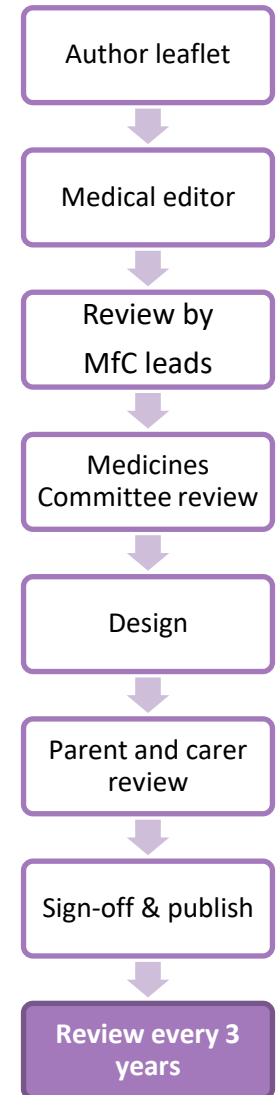 Author leaflet
Medical editor
Review by
MfC leads
Medicines
Committee review
Design
Parent and carer
review
Sign-off & publish
Review every 3
years